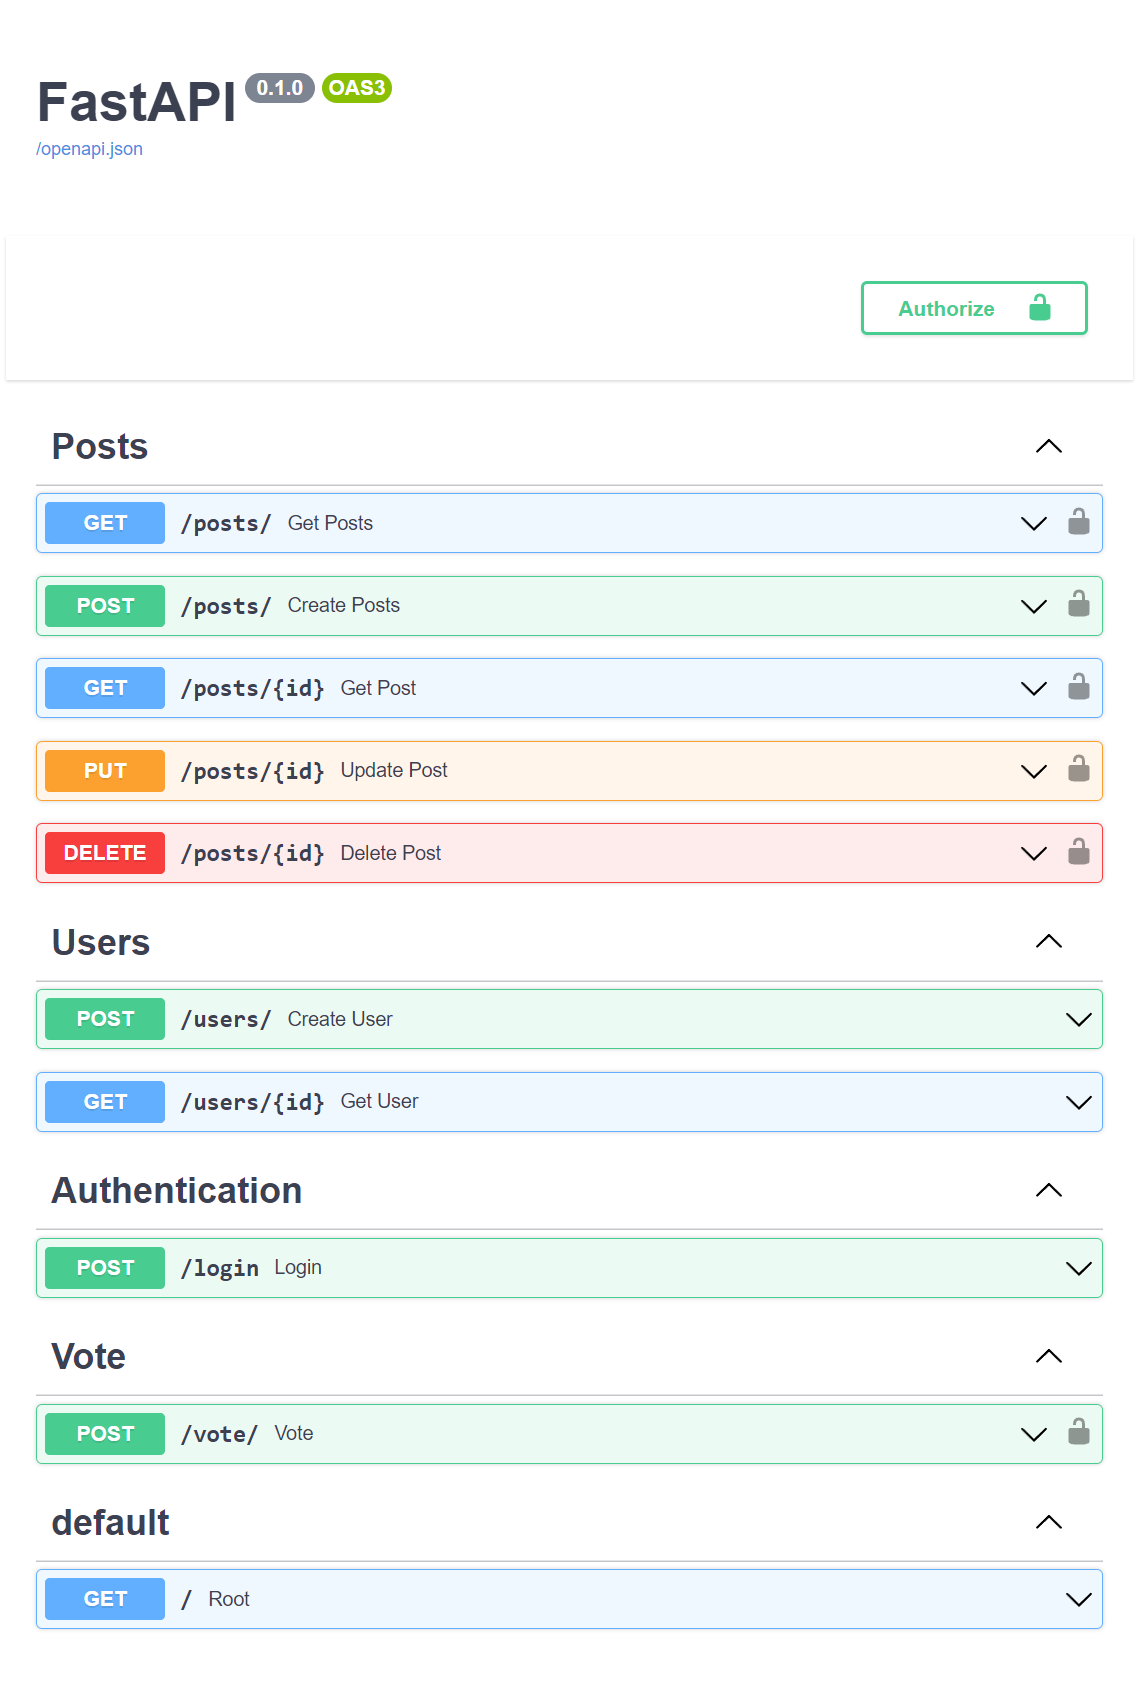 FastAPI 0.1.0 OAS3
/openapi.json
Authorize
Posts
GET /posts/ Get Posts
POST /posts/ Create Posts
GET /posts/{id} Get Post
PUT /posts/{id} Update Post
DELETE /posts/{id} Delete Post
Users
POST /users/ Create User
GET /users/{id} Get User
Authentication
POST /login Login
Vote
POST /vote/ Vote
default
GET / Root